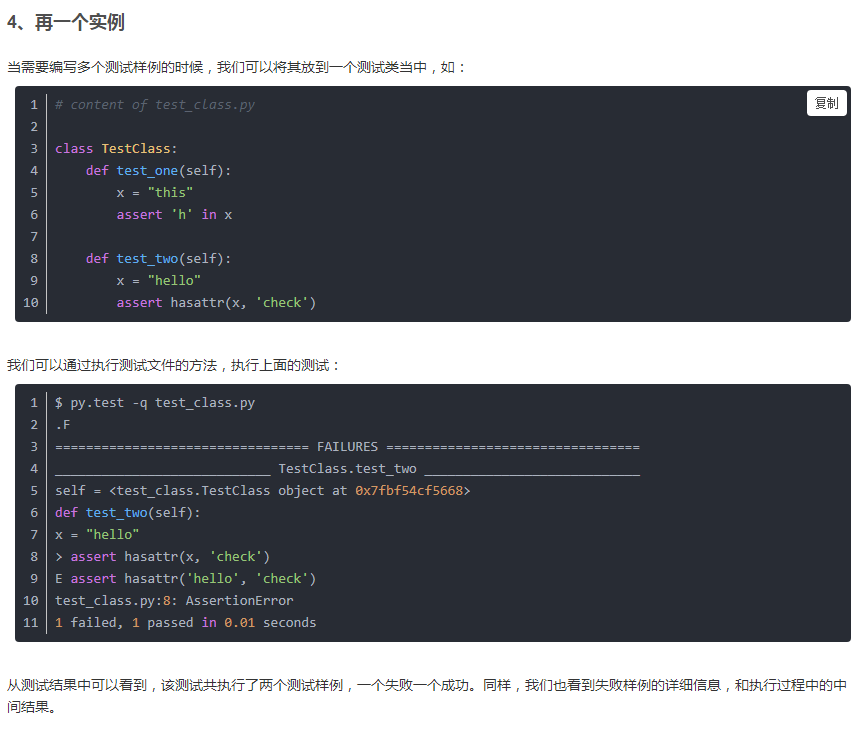 4、再一个实例
当需要编写多个测试样例的时候，我们可以将其放到一个测试类当中，如：
复制
1 # content of test_class.py
2
3 class TestClass:
4     def test_one(self):
5         x = "this"
6         assert 'h' in x
7
8     def test_two(self):
9         x = "hello"
10         assert hasattr(x, 'check')
我们可以通过执行测试文件的方法，执行上面的测试：
1 $ py.test -q test_class.py
2 .F
3 ================================= FAILURES =================================
4 ____________________________ TestClass.test_two ____________________________
5 self = <test_class.TestClass object at 0x7fbf54cf5668>
6 def test_two(self):
7 x = "hello"
8 > assert hasattr(x, 'check')
9 E assert hasattr('hello', 'check')
10 test_class.py:8: AssertionError
11 1 failed, 1 passed in 0.01 seconds
从测试结果中可以看到，该测试共执行了两个测试样例，一个失败一个成功。同样，我们也看到失败样例的详细信息，和执行过程中的中
间结果。